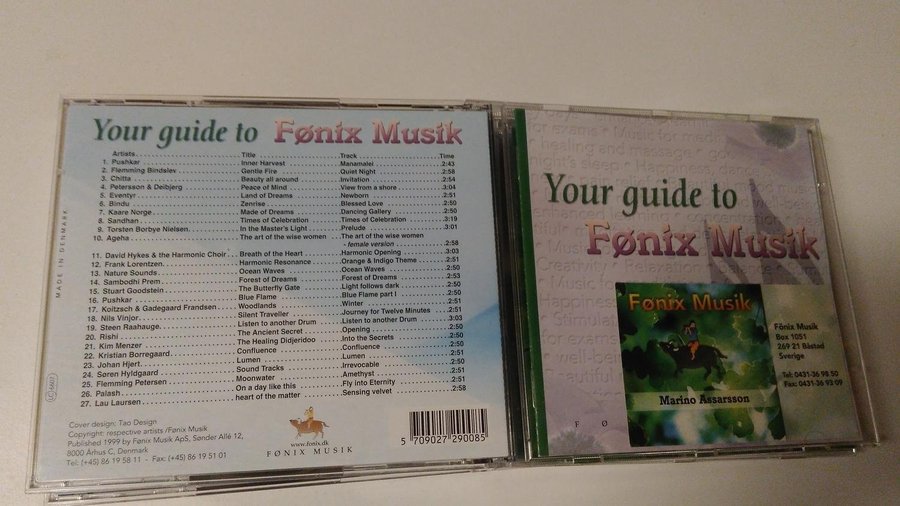 Your guide to Fønix Musik
Artists Title Track Time
1. Pushkar Inner Harvest Manamalei 2:43
2. Flemming Bindslev Gentle Fire Quiet Night 2:58
3. Chitta Beauty all around Invitation 2:54
4. Petersson & Deibjerg Peace of Mind View from a shore 3:04
5. Eventyr Land of Dreams Newborn 2:51
6. Bindu Zenrise Blessed Love 2:50
7. Kaare Norge Made of Dreams Dancing Gallery 2:50
8. Sandhan Times of Celebration Times of Celebration 3:19
9. Torsten Borbye Nielsen In the Master's Light Prelude 3:01
10. Ageha The art of the wise women The art of the wise women
- female version 2:58
11. David Hykes & the Harmonic Choir Breath of the Heart Harmonic Opening 3:03
12. Frank Lorentzen Harmonic Resonance Orange & Indigo Theme 2:51
13. Nature Sounds Ocean Waves Ocean Waves 2:50
14. Sambodhi Prem Forest of Dreams Forest of Dreams 2:53
15. Stuart Goodstein The Butterfly Gate Light follows dark 2:50
16. Pushkar Blue Flame Blue Flame part I 2:50
17. Koitzsch & Gadegaard Frandsen Woodlands Winter 2:51
18. Nils Vinjor Silent Traveller Journey for Twelve Minutes 2:51
19. Steen Raahauge Listen to another Drum Listen to another Drum 3:03
20. Rishi The Ancient Secret Opening 2:50
21. Kim Menzer The Healing Didjeridoo Into the Secrets 2:50
22. Kristian Borregaard Confluence Confluence 2:50
23. Johan Hjert Lumen Lumen 2:51
24. Søren Hyldgaard Sound Tracks Irrevocable 2:51
25. Flemming Petersen Moonwater Amethyst 2:51
26. Palash On a day like this Fly into Eternity 2:51
27. Lau Laursen heart of the matter Sensing velvet 2:58
MADE IN DENMARK
Cover design: Tao Design
Copyright: respective artists /Fønix Musik
Published 1999 by Fønix Musik ApS, Sønder Allé 12,
8000 Århus C, Denmark
Tel: (+45) 86 19 58 11 - Fax: (+45) 86 19 51 01
www.fonix.dk
FØNIX MUSIK
5 709027 290085
for exams * Music for
healing and massage
Your guide to
Fønix Musik
Fønix Musik
Marino Assarsson
Fönix Musik
Box 1051
269 21 Båstad
Sverige
Tel: 0431-36 98 50
Fax: 0431-36 93 09